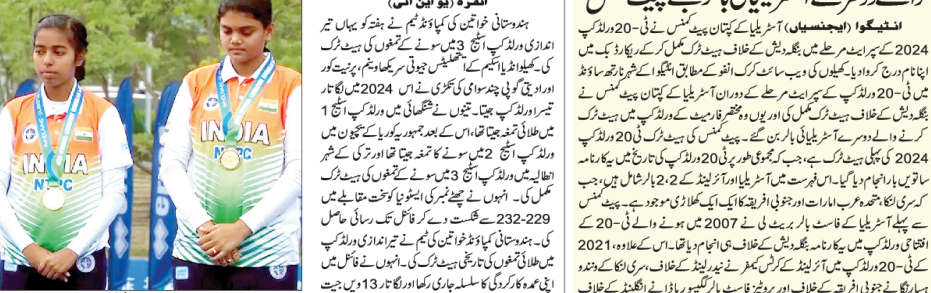 INDIA
NTPC
INDIA
NTPC
انقرہ (یو این آئی)
ہندوستانی خواتین کی کمپاؤنڈ ٹیم نے ہفتہ کو یہاں تیر
اندازی ورلڈ کپ اسٹیج 3 میں سونے کے تمغوں کی ہیٹ ٹرک
کی۔ کھیلو انڈیا اسکیم کے ایتھلیٹس جیوتی سریکھا وینم، پرنیت کور
اور ادیتی گوپی چند سوامی کی تکڑی نے اس 2024 میں لگاتار
تیسرا ورلڈ کپ جیتا۔ تینوں نے شنگھائی میں ورلڈ کپ اسٹیج 1
میں طلائی تمغہ جیتا تھا، اس کے بعد جمہوریہ کوریا کے یچیون میں
ورلڈ کپ اسٹیج 2 میں سونے کا تمغہ جیتا تھا اور ترکی کے شہر
انطالیہ میں ورلڈ کپ اسٹیج 3 میں سونے کے تمغوں کی ہیٹ ٹرک
مکمل کی۔ انہوں نے چھٹے نمبر کی ایسٹونیا کو سخت مقابلے میں
232-229 سے شکست دے کر فائنل تک رسائی حاصل
کی۔ ہندوستانی کمپاؤنڈ خواتین کی ٹیم نے تیر اندازی ورلڈ کپ
میں طلائی تمغوں کی تاریخی ہیٹ ٹرک کی۔ انہوں نے فائنل میں
اپنی عمدہ کارکردگی کا سلسلہ جاری رکھا اور لگاتار 13 ویں جیت
انٹیگوا (ایجنسیاں) آسٹریلیا کے کپتان پیٹ کمنس نے ٹی-20 ورلڈ کپ
2024 کے سپر ایٹ مرحلے میں بنگلہ دیش کے خلاف ہیٹ ٹرک مکمل کر کے ریکارڈ بک میں
اپنا نام درج کروا دیا۔ کھیلوں کی ویب سائٹ کرک انفو کے مطابق اینٹیگا کے شہر نارتھ ساؤنڈ
میں ٹی-20 ورلڈ کپ کے سپر ایٹ مرحلے کے دوران آسٹریلیا کے کپتان پیٹ کمنس نے
بنگلہ دیش کے خلاف ہیٹ ٹرک مکمل کی اور یوں وہ مختصر فارمیٹ کے ورلڈ کپ میں ہیٹ ٹرک
کرنے والے دوسرے آسٹریلیائی بالر بن گئے۔ پیٹ کمنس کی ہیٹ ٹرک ٹی 20 ورلڈ کپ
2024 کی پہلی ہیٹ ٹرک ہے، جب کہ مجموعی طور پر ٹی 20 ورلڈ کپ کی تاریخ میں یہ کارنامہ
ساتویں بار انجام دیا گیا۔ اس فہرست میں آسٹریلیا اور آئرلینڈ کے 2،2 بالر شامل ہیں، جب
کہ سری لنکا، متحدہ عرب امارات اور جنوبی افریقہ کا ایک ایک کھلاڑی موجود ہے۔ پیٹ کمنس
سے پہلے آسٹریلیا کے فاسٹ بالر بریٹ لی نے 2007 میں ہونے والے ٹی-20 کے
افتتاحی ورلڈ کپ میں یہ کارنامہ بنگلہ دیش کے خلاف ہی انجام دیا تھا۔ اس کے علاوہ، 2021
کے ٹی-20 ورلڈ کپ میں آئرلینڈ کے کرٹس کیمفر نے نیدرلینڈ کے خلاف، سری لنکا کے ونندو
ہسارنگا نے جنوبی افریقہ کے خلاف اور پروٹیز فاسٹ بالر کگیسو ربادا نے انگلینڈ کے خلاف